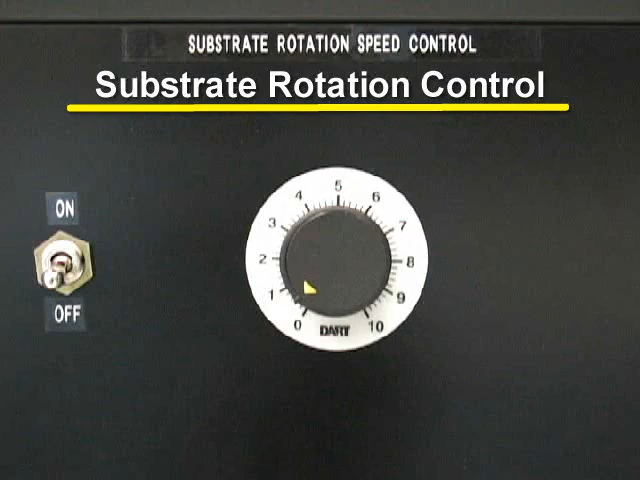 SUBSTRATE ROTATION SPEED CONTROL
Substrate Rotation Control
ON
OFF
0
1
2
3
4
5
6
7
8
9
10
DART